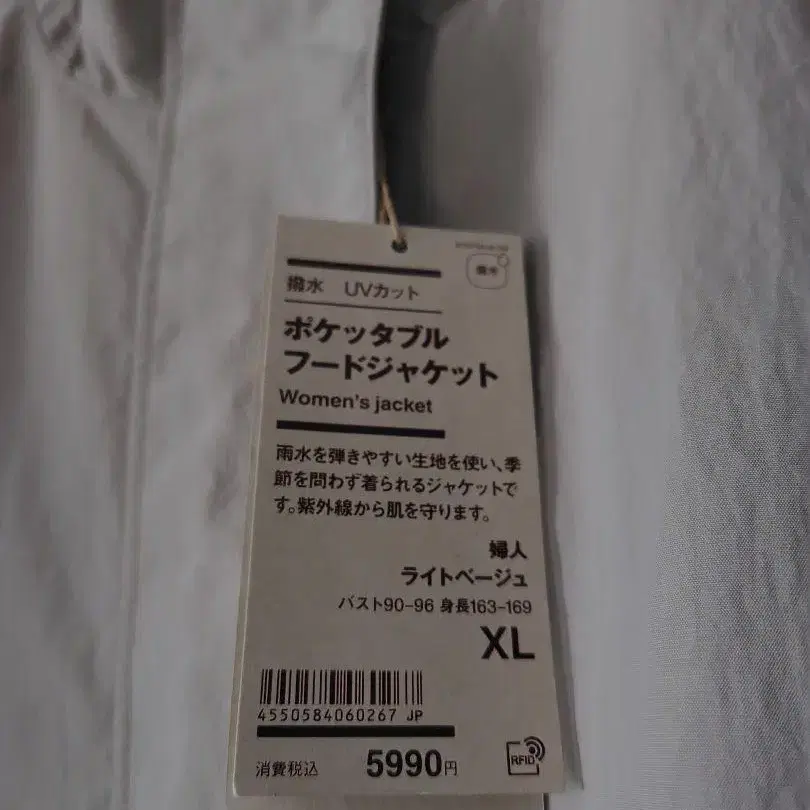 撥水 UVカット
撥水
ポケッタブル
フードジャケット
Women's jacket
雨水を弾きやすい生地を使い、季
節を問わず着られるジャケットで
す。紫外線から肌を守ります。
婦人
ライトベージュ
バスト90-96 身長163-169
XL
4550584060267 JP
消費税込 5990円
RFID